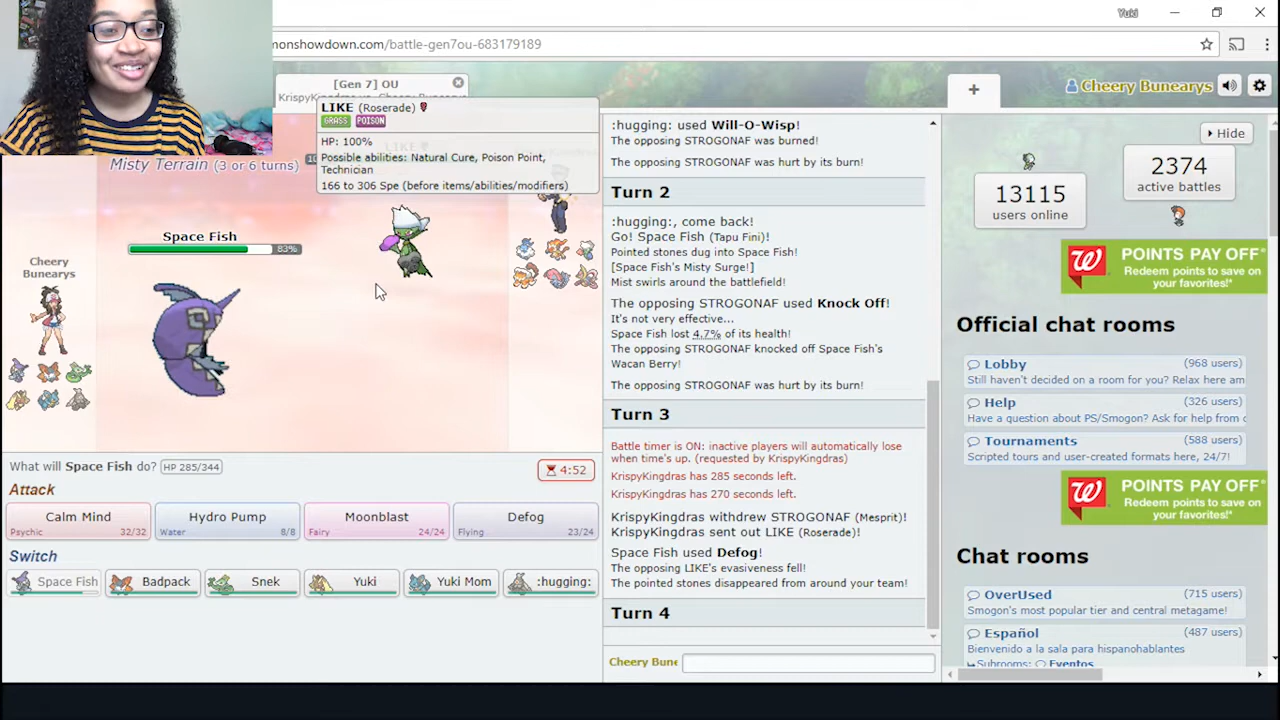 Yuki
monshowdown.com/battle-gen7ou-683179189
[Gen 7] OU
Cheery Bunearys
LIKE (Roserade)
GRASS POISON
HP: 100%
Possible abilities: Natural Cure, Poison Point,
Technician
166 to 306 Spe (before items/abilities/modifiers)
Misty Terrain (3 or 6 turns)
Space Fish
83%
Cheery
Bunearys
What will Space Fish do? HP 285/344
4:52
Attack
Calm Mind
Psychic 32/32
Hydro Pump
Water 8/8
Moonblast
Fairy 24/24
Defog
Flying 23/24
Switch
Space Fish
Badpack
Snek
Yuki
Yuki Mom
:hugging:
:hugging: used Will-O-Wisp!
The opposing STROGONAF was burned!
The opposing STROGONAF was hurt by its burn!
Turn 2
:hugging:, come back!
Go! Space Fish (Tapu Fini)!
Pointed stones dug into Space Fish!
[Space Fish's Misty Surge!]
Mist swirls around the battlefield!
The opposing STROGONAF used Knock Off!
It's not very effective...
Space Fish lost 4.7% of its health!
The opposing STROGONAF knocked off Space Fish's
Wacan Berry!
The opposing STROGONAF was hurt by its burn!
Turn 3
Battle timer is ON: inactive players will automatically lose
when time's up. (requested by KrispyKingdras)
KrispyKingdras has 285 seconds left.
KrispyKingdras has 270 seconds left.
KrispyKingdras withdrew STROGONAF (Mesprit)!
KrispyKingdras sent out LIKE (Roserade)!
Space Fish used Defog!
The opposing LIKE's evasiveness fell!
The pointed stones disappeared from around your team!
Turn 4
Cheery Bune
Hide
13115
users online
2374
active battles
POINTS PAY OFF
Redeem points to save on
your favorites!*
Official chat rooms
Lobby (968 users)
Still haven't decided on a room for you? Relax here am
Help (326 users)
Have a question about PS/Smogon? Ask for help from c
Tournaments (588 users)
Scripted tours and user-created formats here, 24/7!
POINTS PAY OFF
Redeem points to save on
your favorites!*
Chat rooms
OverUsed (715 users)
Smogon's most popular tier and central metagame!
Español (487 users)
Bienvenido a la sala para hispanohablantes
Subrooms: Eventos